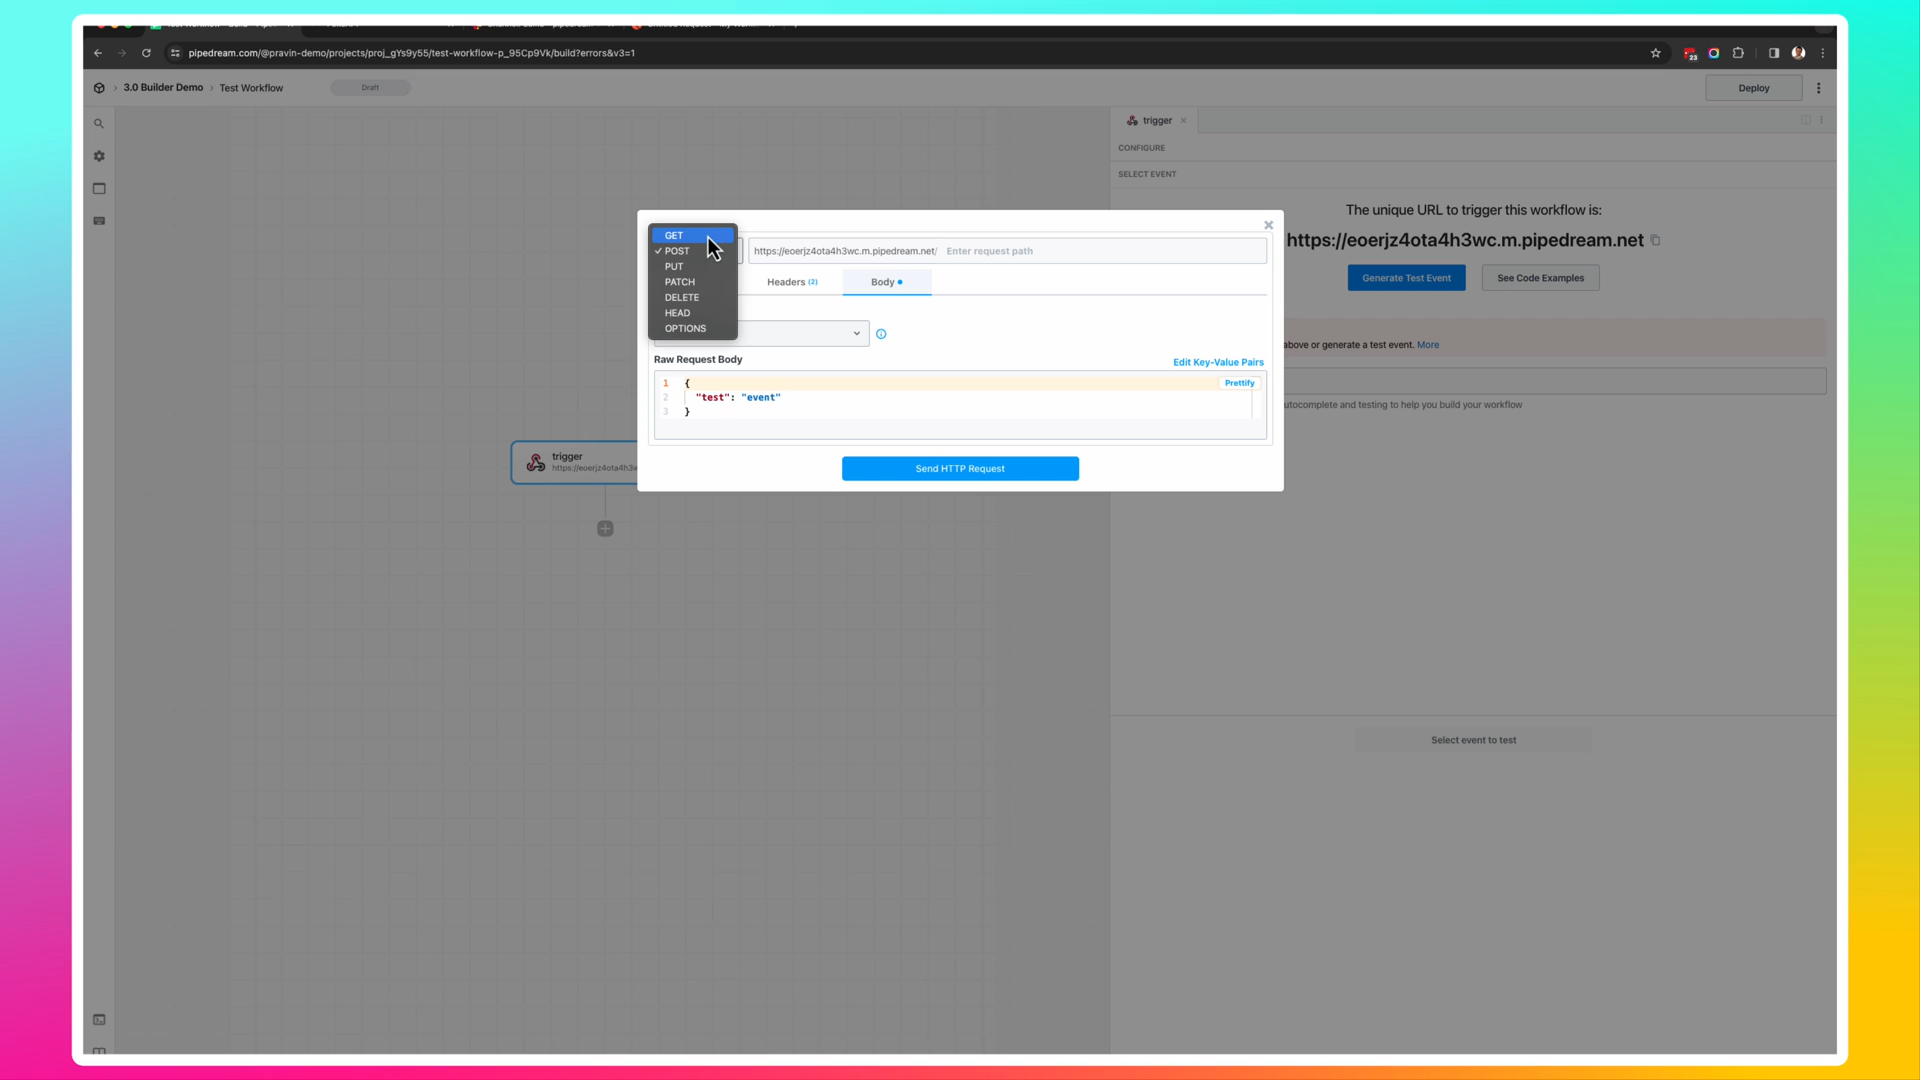 pipedream.com/@pravin-demo/projects/proj_gYs9y55/test-workflow-p_95Cp9Vk/build?errors&v3=1
23
3.0 Builder Demo › Test Workflow
Draft
Deploy
trigger
CONFIGURE
SELECT EVENT
The unique URL to trigger this workflow is:
https://eoerjz4ota4h3wc.m.pipedream.net
Generate Test Event
See Code Examples
above or generate a test event. More
utocomplete and testing to help you build your workflow
Select event to test
GET
✓ POST
PUT
PATCH
DELETE
HEAD
OPTIONS
https://eoerjz4ota4h3wc.m.pipedream.net/ Enter request path
Headers (2)
Body
Raw Request Body
Edit Key-Value Pairs
Prettify
1 {
2 "test": "event"
3 }
Send HTTP Request
trigger
https://eoerjz4ota4h3w